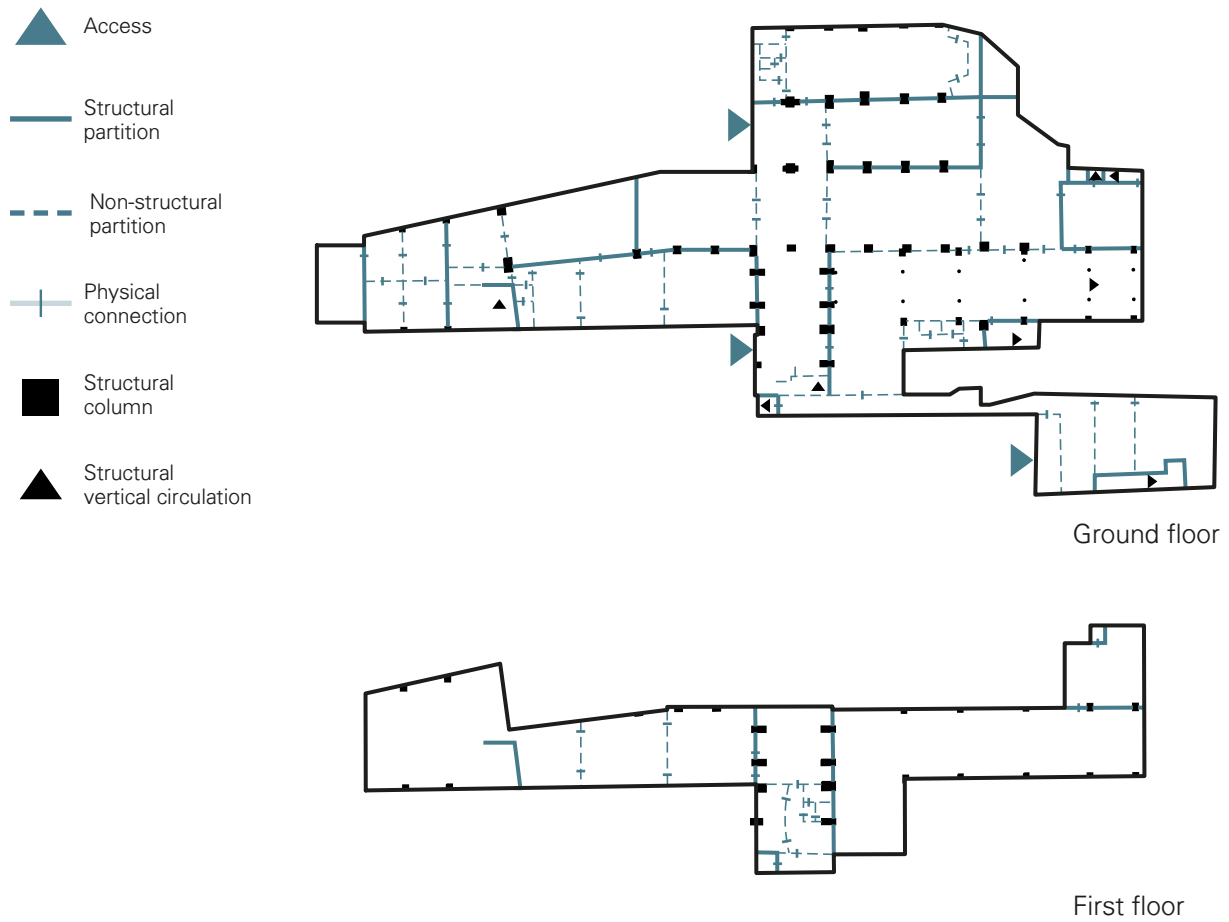 Access
Structural
partition
Non-structural
partition
Physical
connection
Structural
column
Structural
vertical circulation
Ground floor
First floor